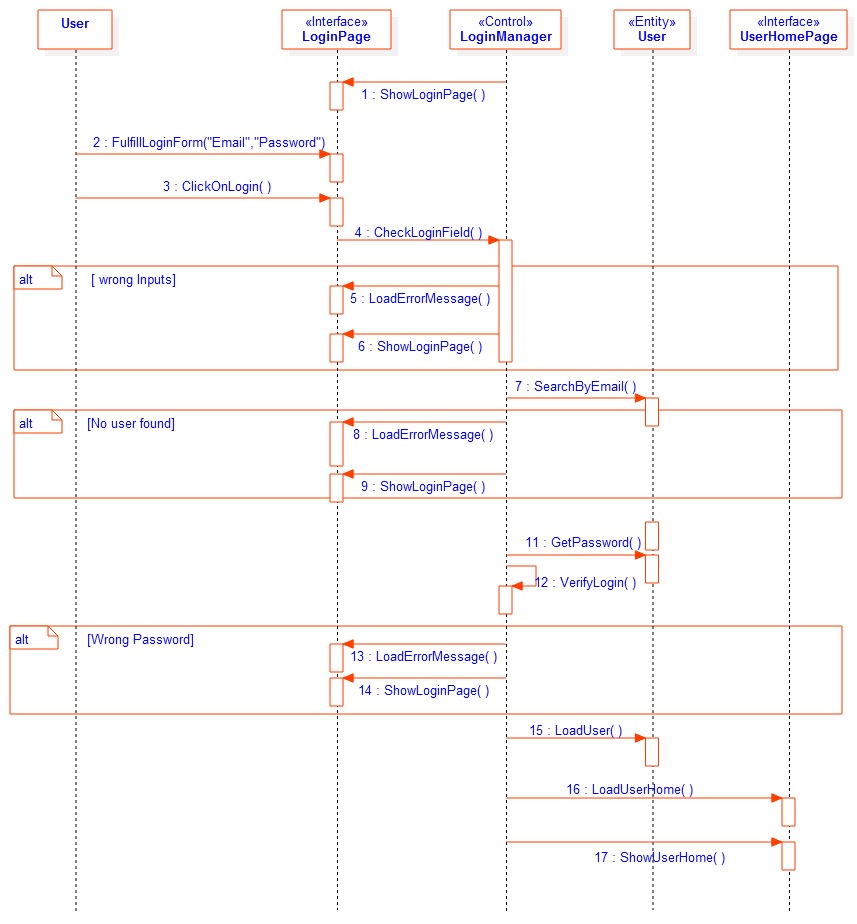 User
«Interface»
LoginPage
«Control»
LoginManager
«Entity»
User
«Interface»
UserHomePage
1 : ShowLoginPage( )
2 : FulfillLoginForm("Email","Password")
3 : ClickOnLogin( )
4 : CheckLoginField( )
alt [ wrong Inputs]
5 : LoadErrorMessage( )
6 : ShowLoginPage( )
7 : SearchByEmail( )
alt [No user found]
8 : LoadErrorMessage( )
9 : ShowLoginPage( )
11 : GetPassword( )
12 : VerifyLogin( )
alt [Wrong Password]
13 : LoadErrorMessage( )
14 : ShowLoginPage( )
15 : LoadUser( )
16 : LoadUserHome( )
17 : ShowUserHome( )